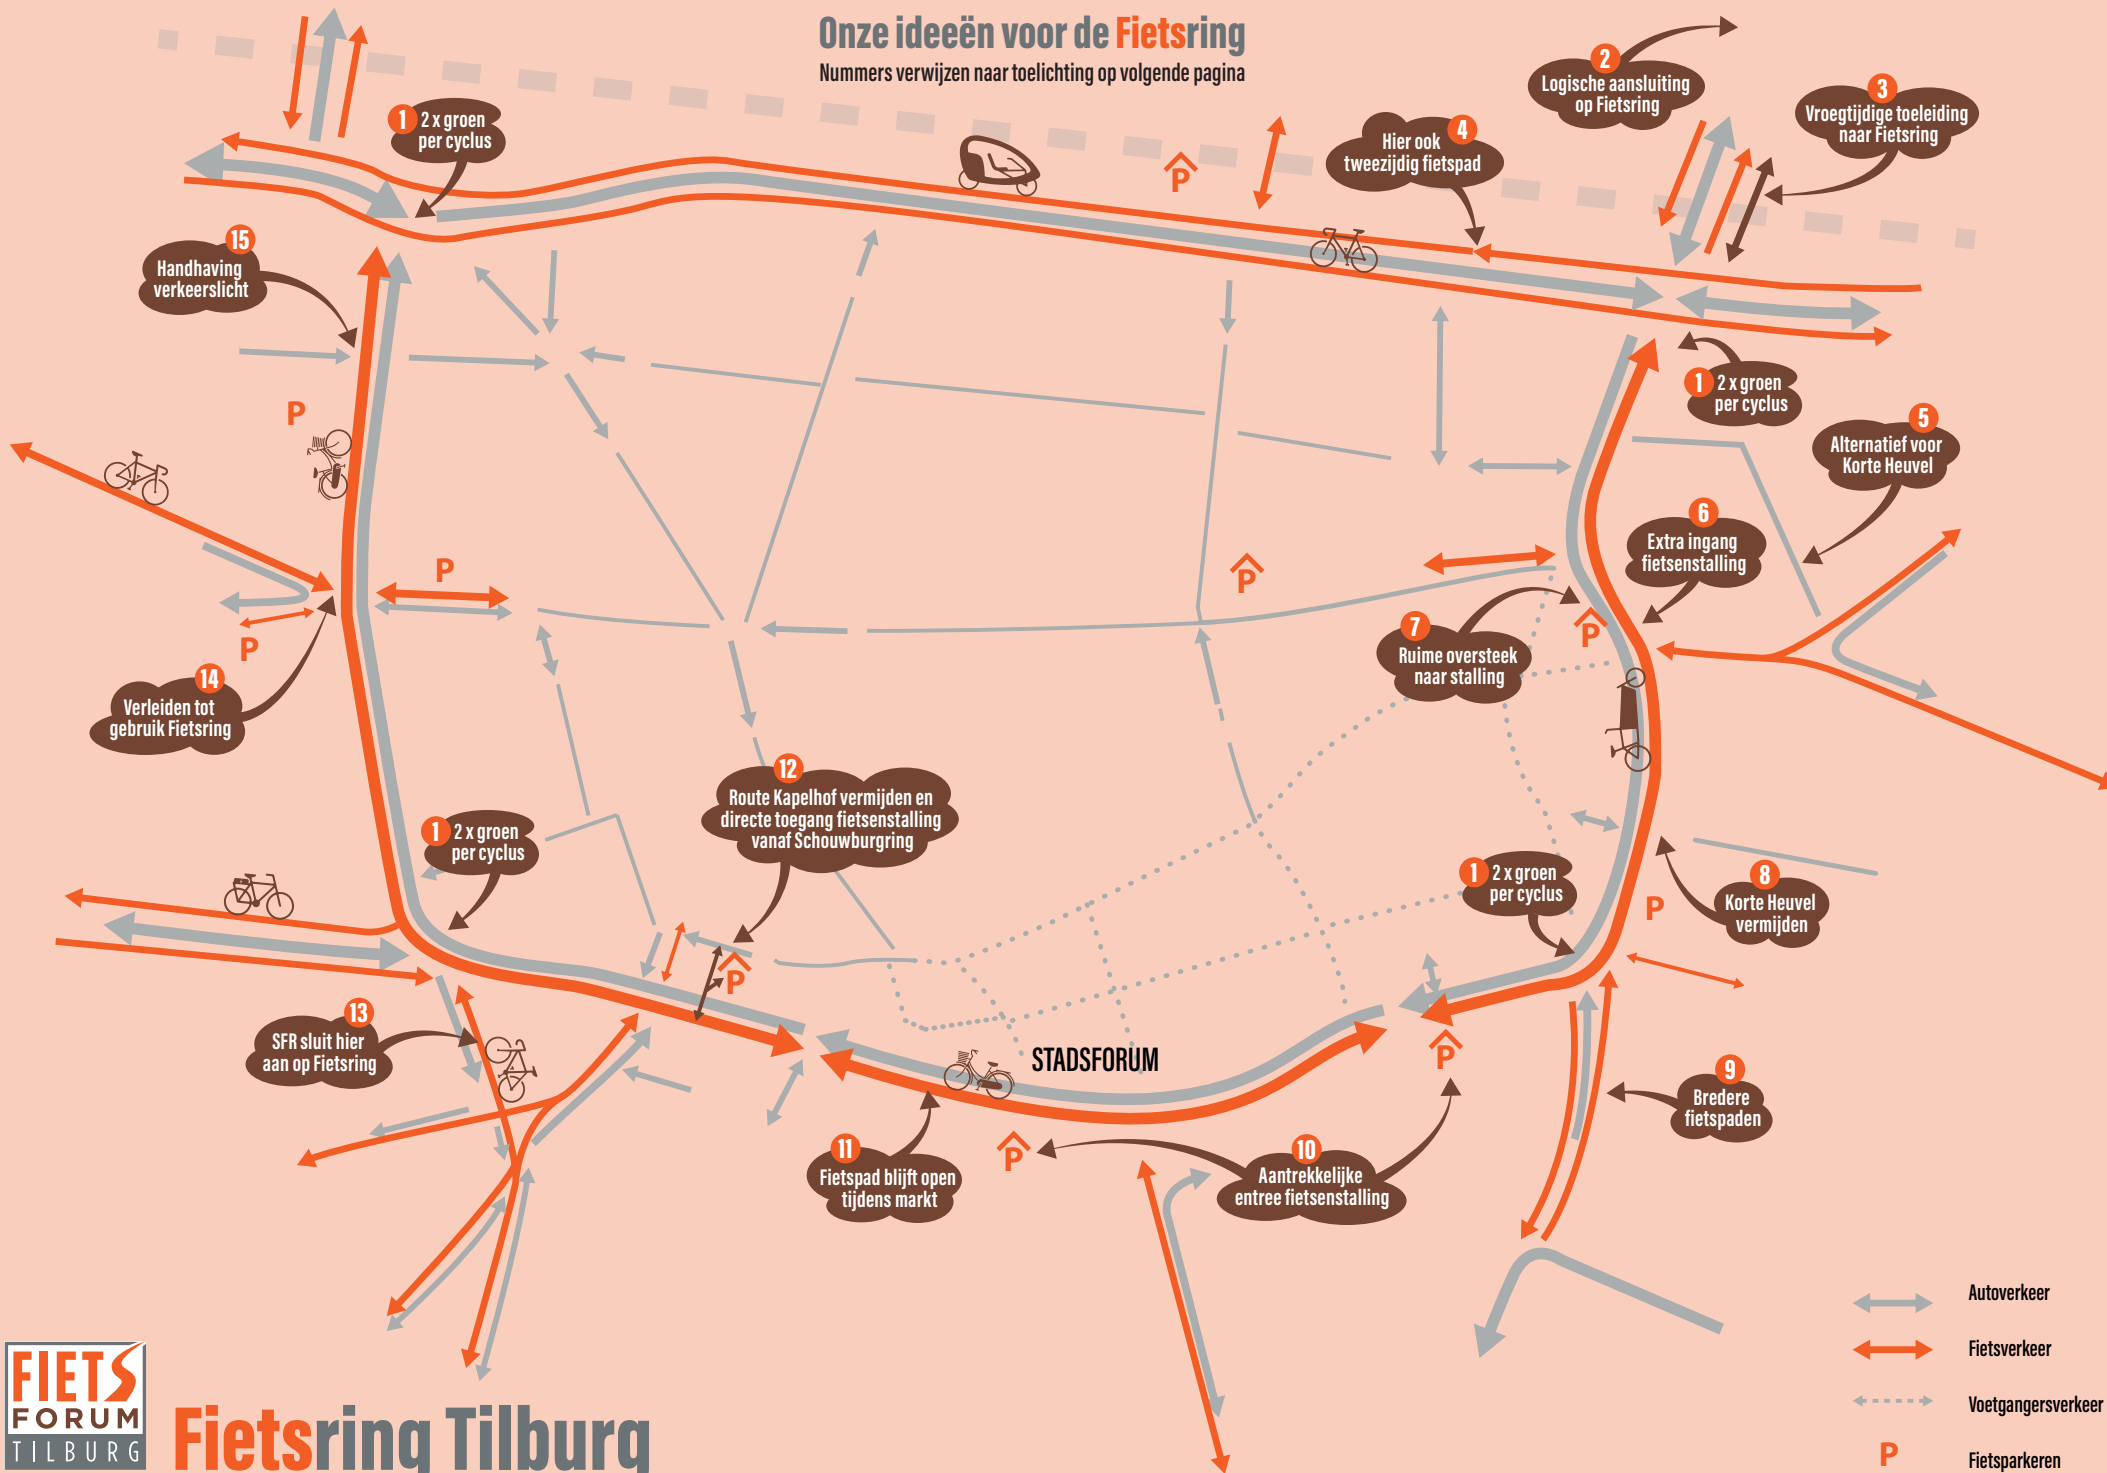 Onze ideeën voor de Fietsring
Nummers verwijzen naar toelichting op volgende pagina
1 2 x groen
per cyclus
2
Logische aansluiting
op Fietsring
3
Vroegtijdige toeleiding
naar Fietsring
4
Hier ook
tweezijdig fietspad
P
15
Handhaving
verkeerslicht
1 2 x groen
per cyclus
5
Alternatief voor
Korte Heuvel
P
6
Extra ingang
fietsenstalling
P
P
P
7
Ruime oversteek
naar stalling
P
P
14
Verleiden tot
gebruik Fietsring
12
Route Kapelhof vermijden en
directe toegang fietsenstalling
vanaf Schouwburgring
1 2 x groen
per cyclus
1 2 x groen
per cyclus
8
Korte Heuvel
vermijden
P
P
13
SFR sluit hier
aan op Fietsring
STADSFORUM
P
9
Bredere
fietspaden
11
Fietspad blijft open
tijdens markt
P
10
Aantrekkelijke
entree fietsenstalling
Autoverkeer
Fietsverkeer
Voetgangersverkeer
P Fietsparkeren
FIETS
FORUM
TILBURG
Fietsring Tilburg